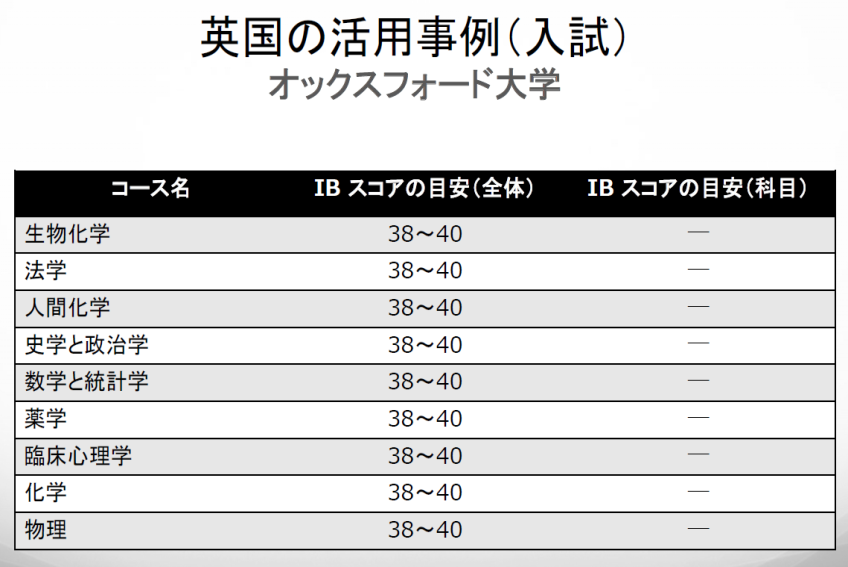 英国の活用事例（入試）
オックスフォード大学
コース名 IB スコアの目安（全体） IB スコアの目安（科目）
生物化学 38～40 ―
法学 38～40 ―
人間化学 38～40 ―
史学と政治学 38～40 ―
数学と統計学 38～40 ―
薬学 38～40 ―
臨床心理学 38～40 ―
化学 38～40 ―
物理 38～40 ―